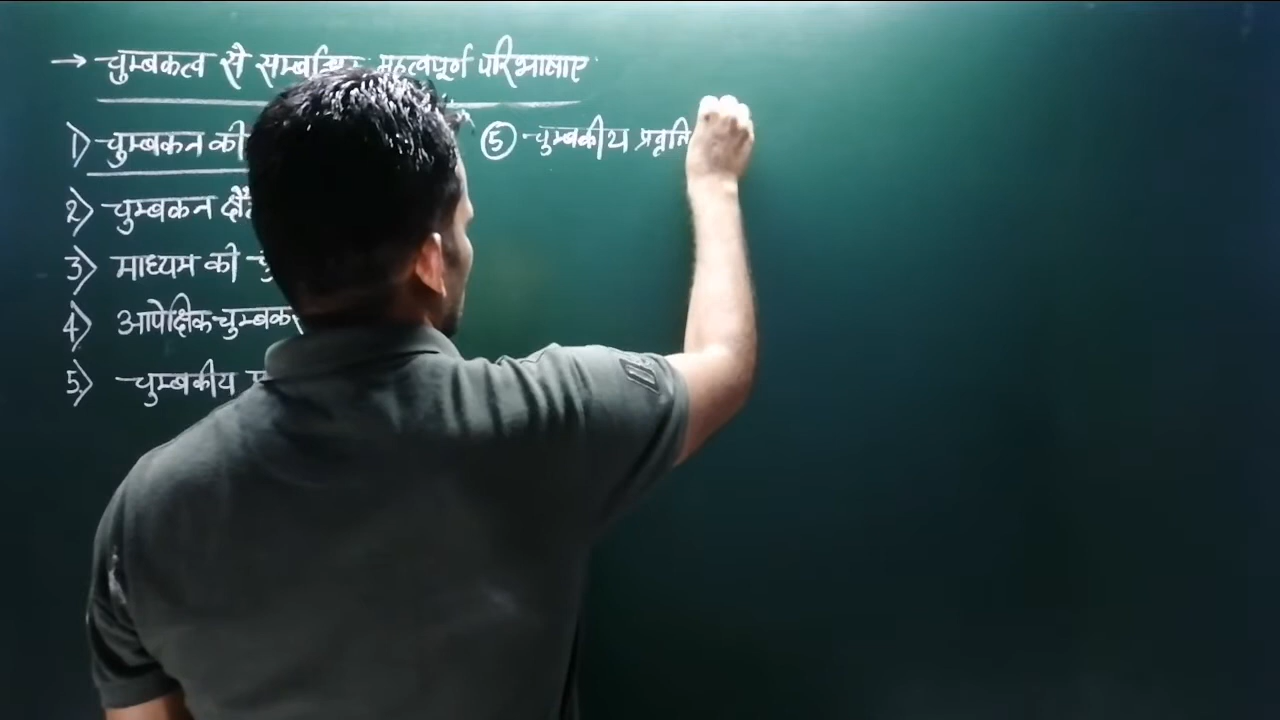 → चुम्बकत्व से सम्बन्धित महत्वपूर्ण परिभाषाए
1) चुम्बकन की
2) चुम्बकन
3) माध्यम की
4) आपेक्षिक
5) चुम्बकीय
⑤ चुम्बकीय प्रवृत्ति